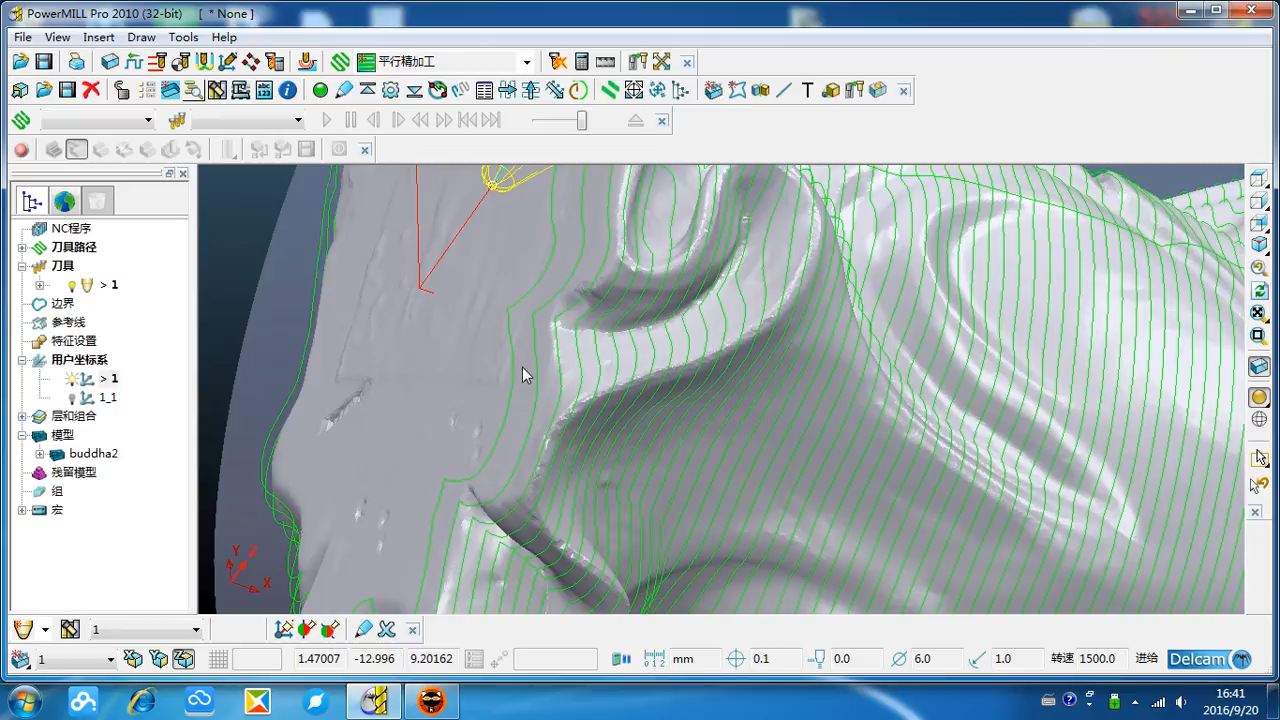 PowerMILL Pro 2010 (32-bit) [ * None ]
File View Insert Draw Tools Help
平行精加工
NC程序
刀具路径
刀具
> 1
边界
参考线
特征设置
用户坐标系
> 1
1_1
层和组合
模型
buddha2
残留模型
组
宏
Y Z
X
1
1 1.47007 -12.996 9.20162 mm 0.1 0.0 6.0 1.0 转速 1500.0 进给 Delcam
16:41
2016/9/20